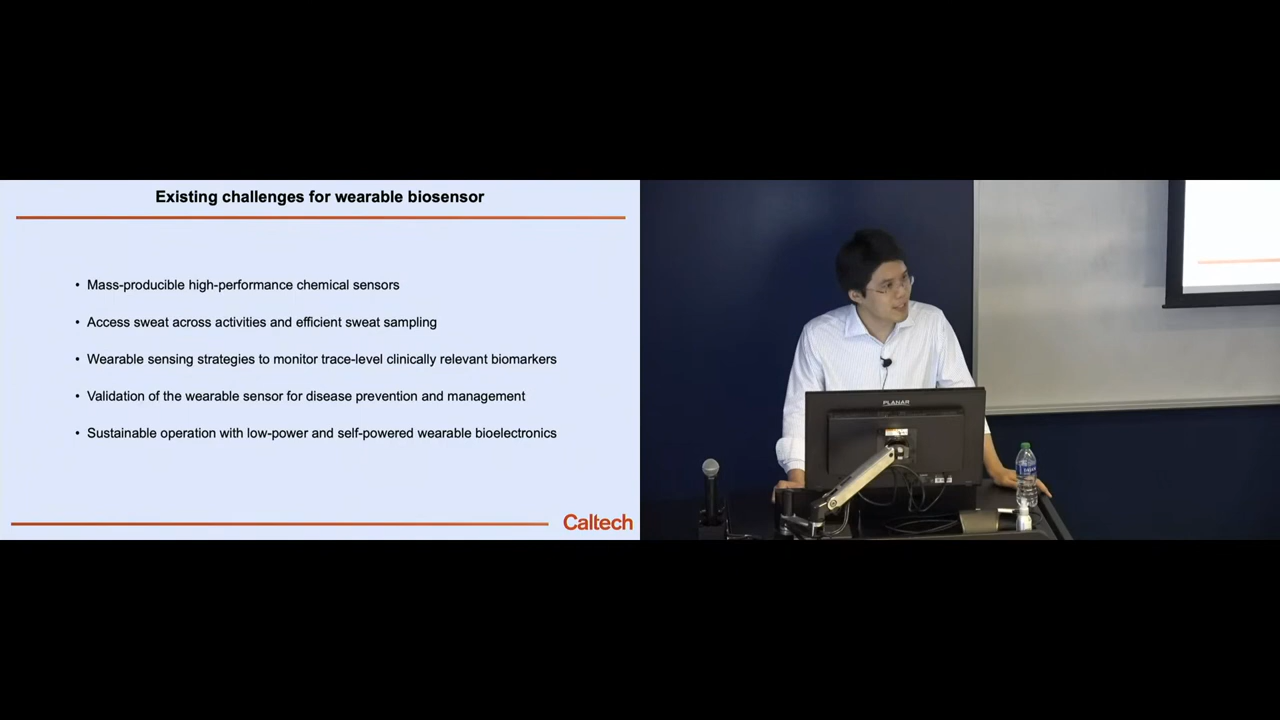 Existing challenges for wearable biosensor
• Mass-producible high-performance chemical sensors
• Access sweat across activities and efficient sweat sampling
• Wearable sensing strategies to monitor trace-level clinically relevant biomarkers
• Validation of the wearable sensor for disease prevention and management
• Sustainable operation with low-power and self-powered wearable bioelectronics
Caltech
PLANAR